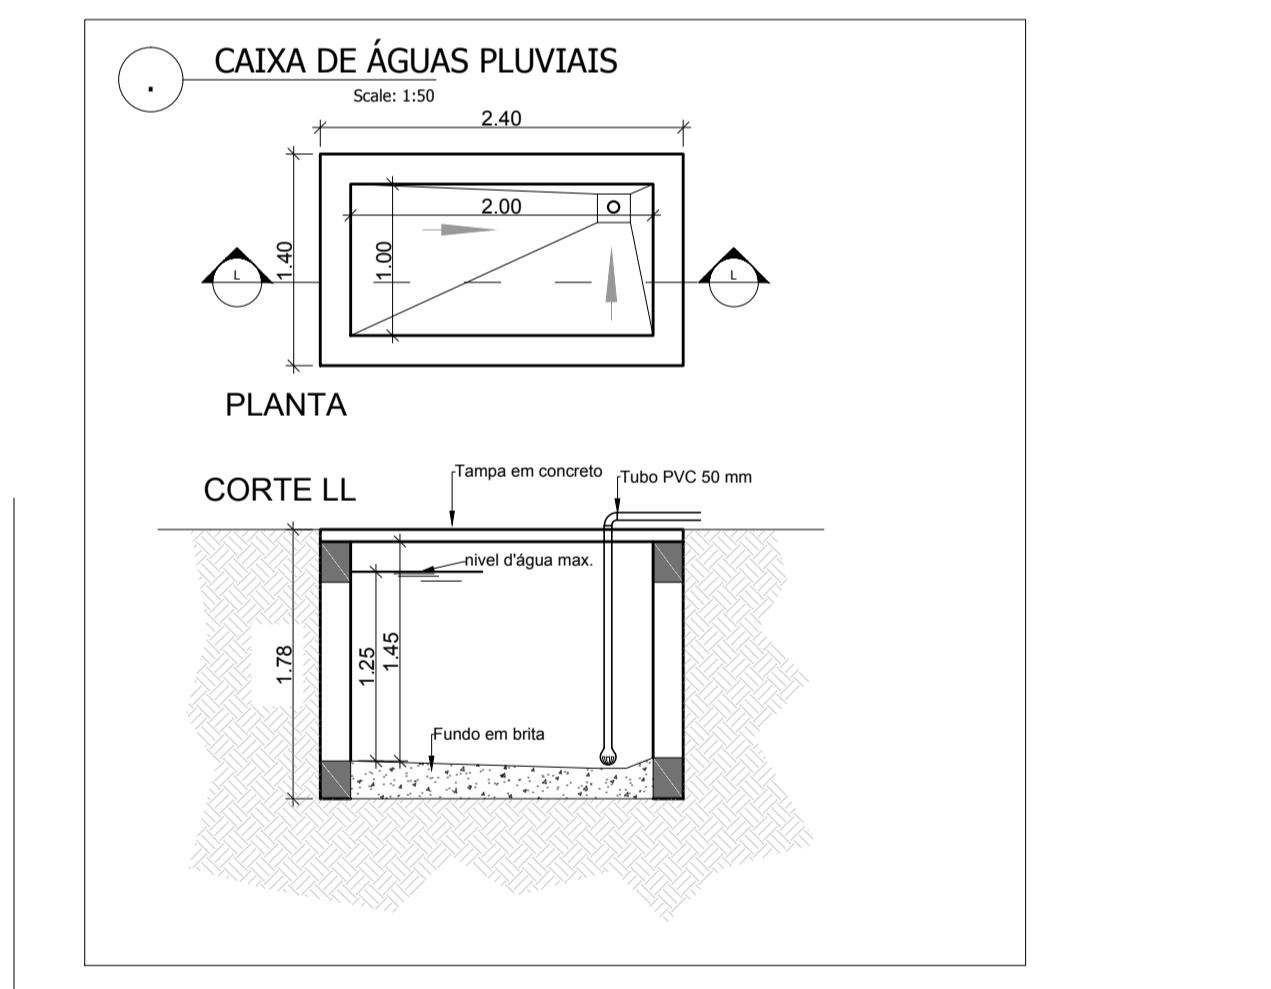 CAIXA DE ÁGUAS PLUVIAIS
.
Scale: 1:50
2.40
2.00
1.40
1.00
L
L
PLANTA
CORTE LL
Tampa em concreto
Tubo PVC 50 mm
nivel d'água max.
1.78
1.25
1.45
Fundo em brita